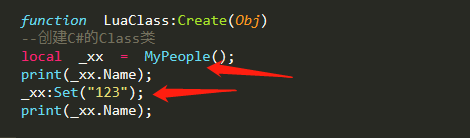 function LuaClass:Create(Obj)
--创建C#的Class类
local _xx = MyPeople();
print(_xx.Name);
_xx:Set("123");
print(_xx.Name);